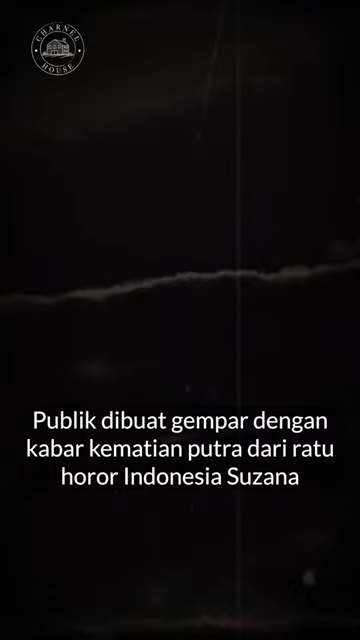 CHARNEL
HOUSE
Publik dibuat gempar dengan
kabar kematian putra dari ratu
horor Indonesia Suzana